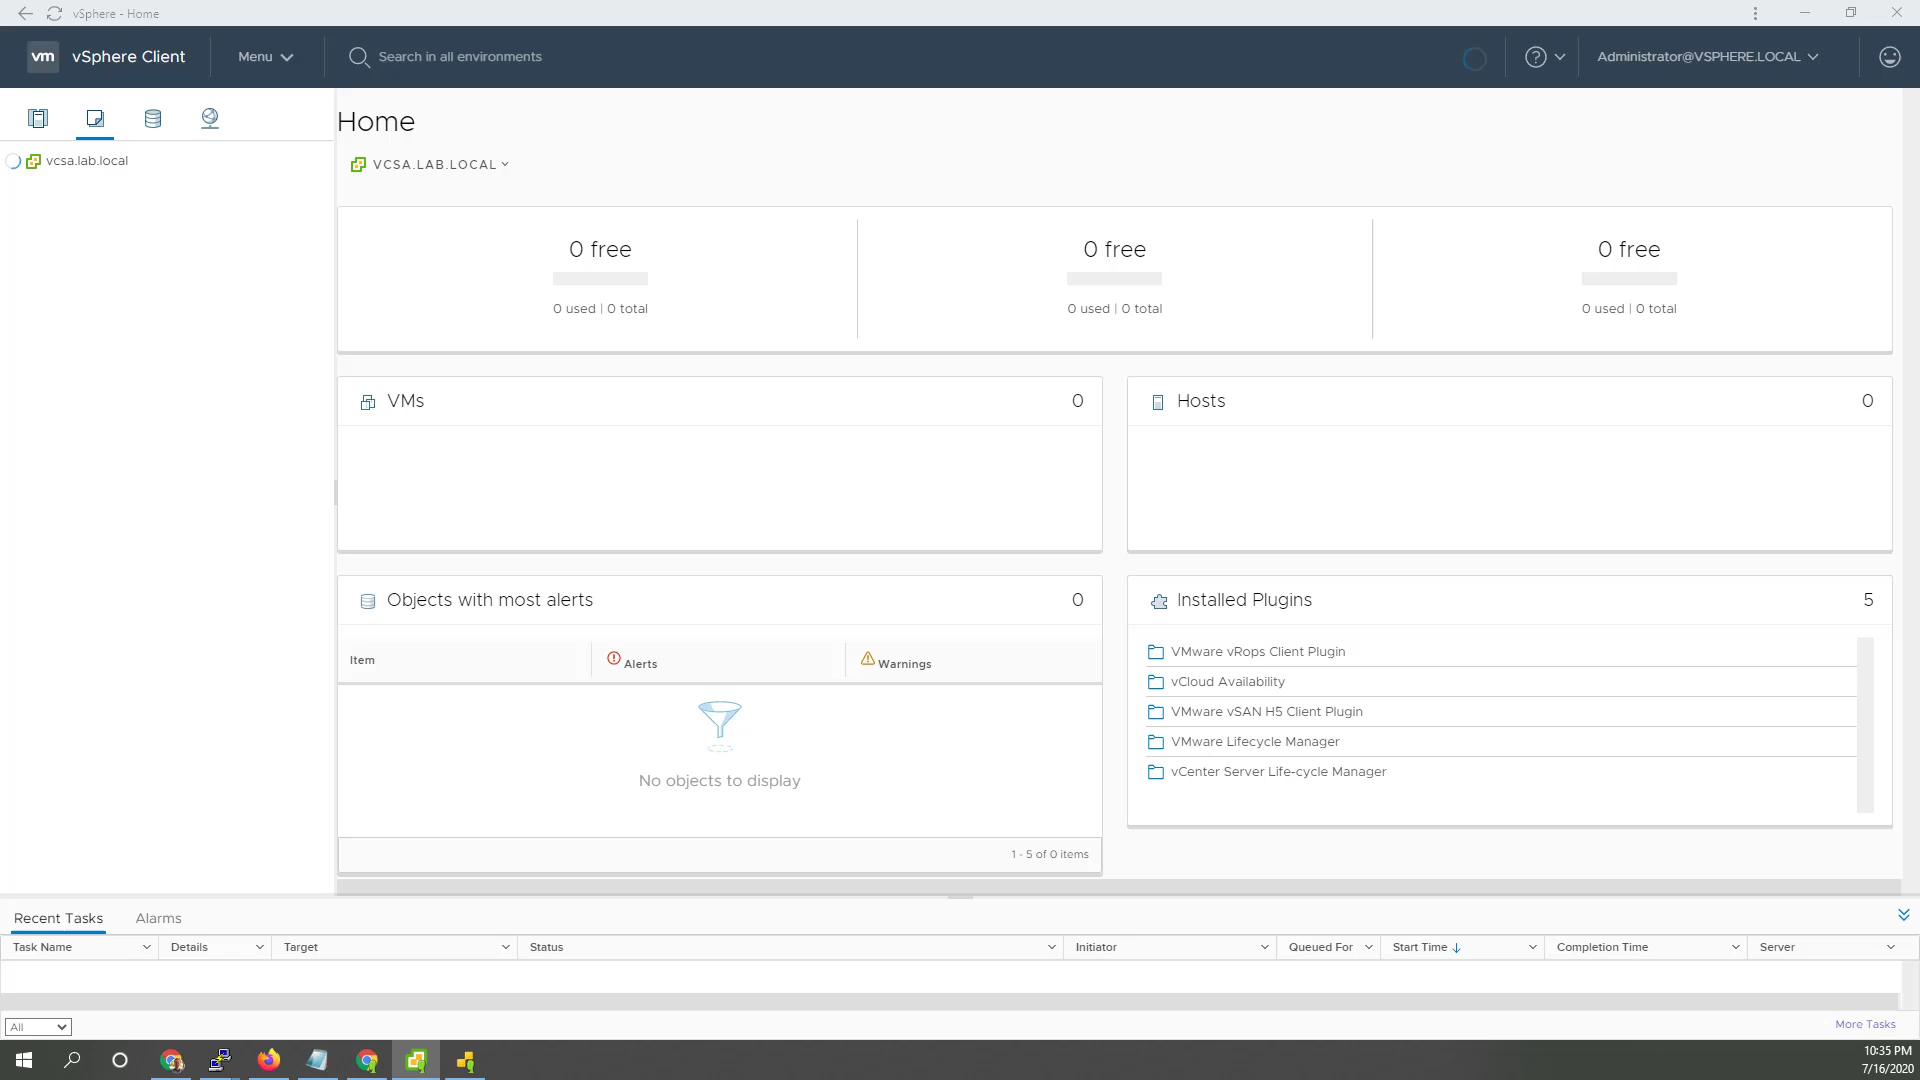 vSphere - Home
vm vSphere Client Menu Search in all environments Administrator@VSPHERE.LOCAL
vcsa.lab.local
Home
VCSA.LAB.LOCAL
0 free 0 free 0 free
0 used | 0 total 0 used | 0 total 0 used | 0 total
VMs 0
Hosts 0
Objects with most alerts 0
Item Alerts Warnings
No objects to display
1 - 5 of 0 items
Installed Plugins 5
VMware vRops Client Plugin
vCloud Availability
VMware vSAN H5 Client Plugin
VMware Lifecycle Manager
vCenter Server Life-cycle Manager
Recent Tasks Alarms
Task Name Details Target Status Initiator Queued For Start Time Completion Time Server
All More Tasks
10:35 PM
7/16/2020